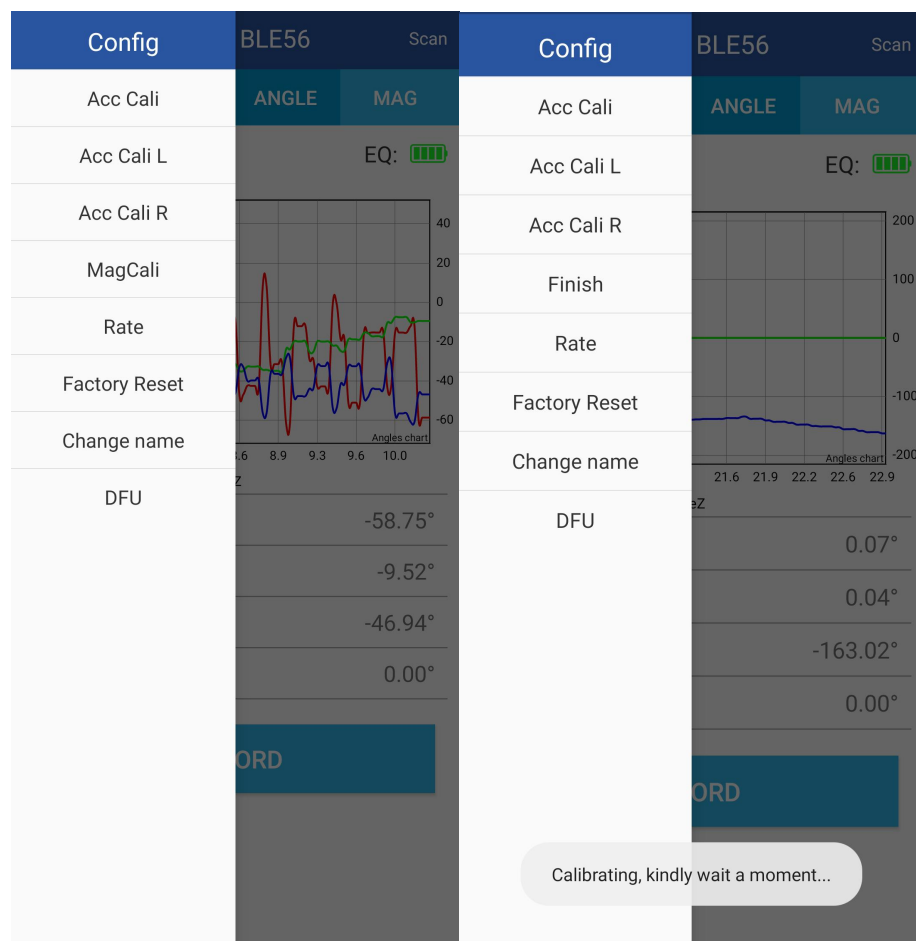 Config
BLE56
Scan
Acc Cali
ANGLE
MAG
Acc Cali L
EQ:
Acc Cali R
MagCali
Rate
Factory Reset
Change name
DFU
40
20
0
-20
-40
-60
Angles chart
8.9 9.3 9.6 10.0
Z
-58.75°
-9.52°
-46.94°
0.00°
ORD
Config
BLE56
Scan
Acc Cali
ANGLE
MAG
Acc Cali L
EQ:
Acc Cali R
Finish
Rate
Factory Reset
Change name
DFU
200
100
0
-100
-200
Angles chart
21.6 21.9 22.2 22.6 22.9
eZ
0.07°
0.04°
-163.02°
0.00°
ORD
Calibrating, kindly wait a moment...